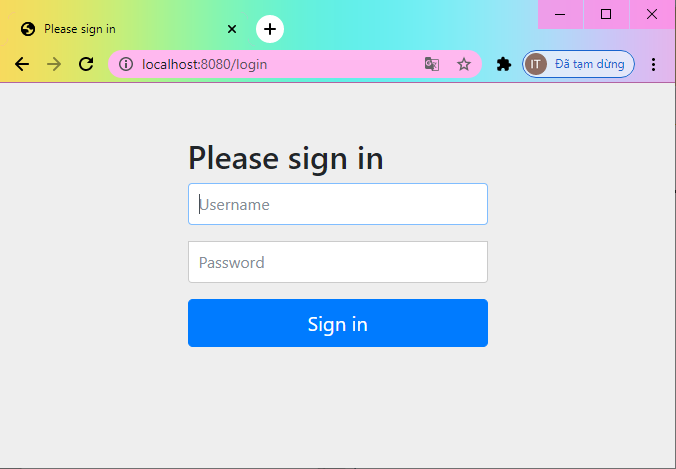 Please sign in
localhost:8080/login
IT Đã tạm dừng
Please sign in
Username
Password
Sign in